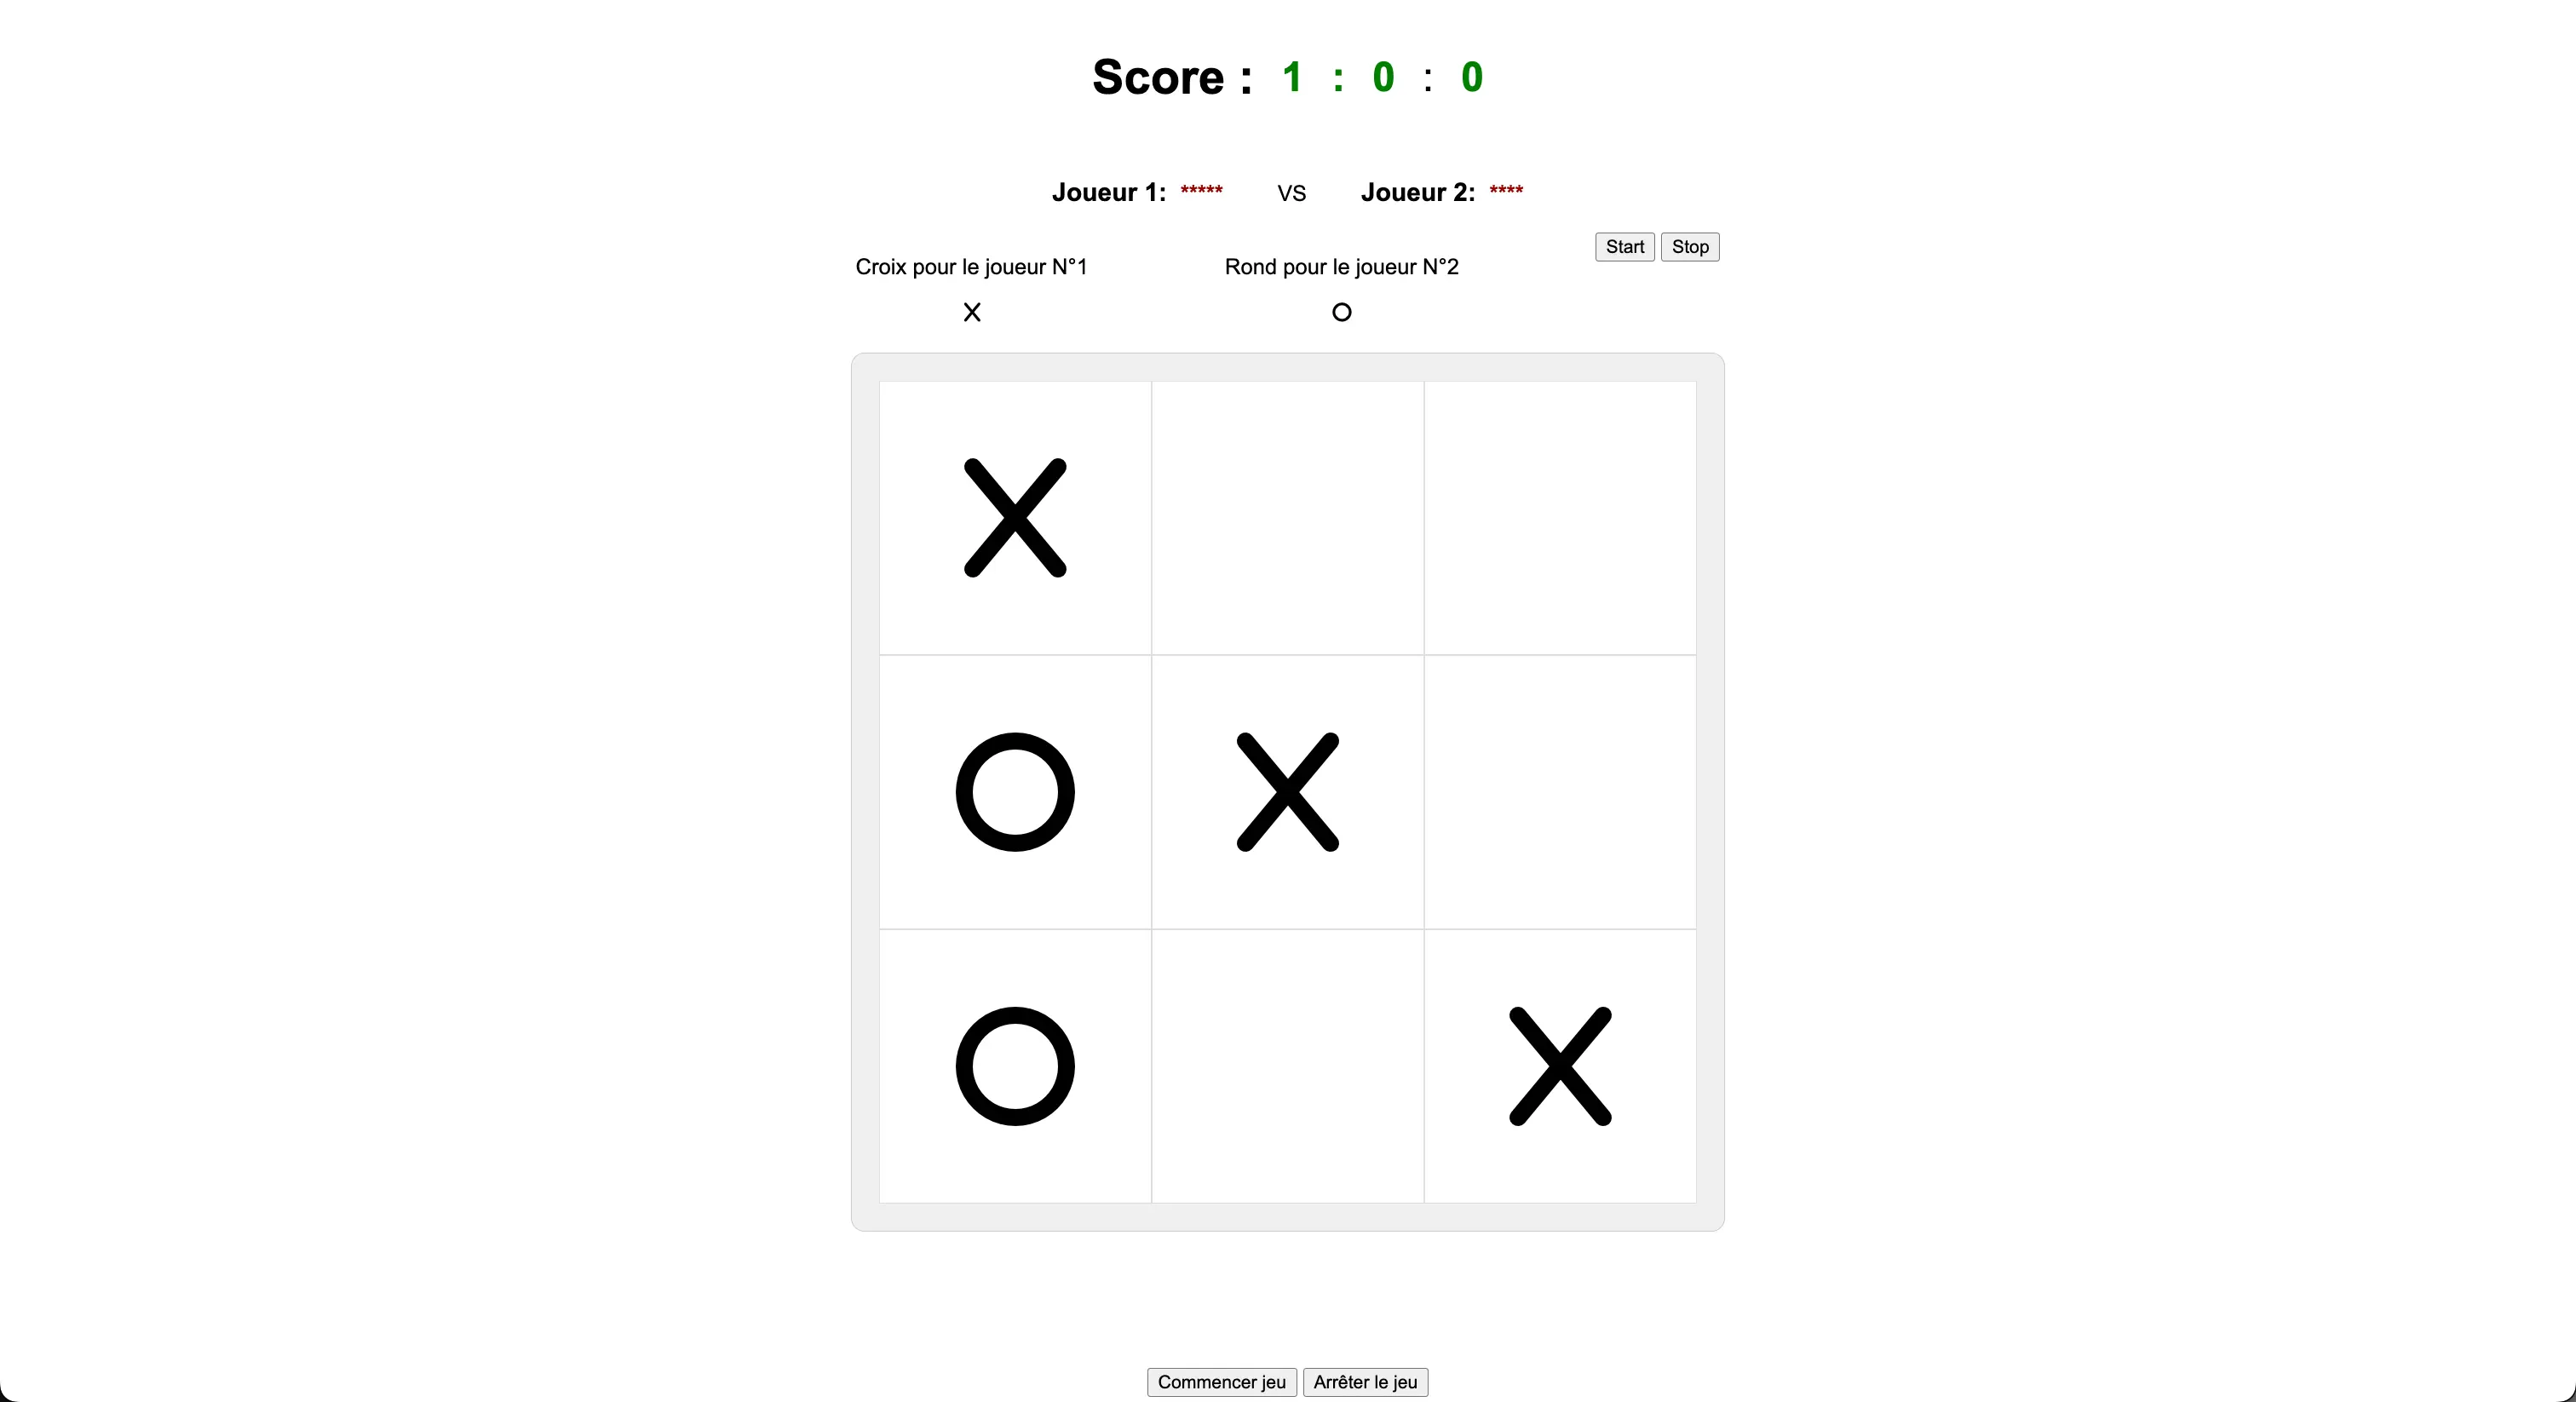 Score : 1 : 0 : 0
Joueur 1: ***** VS Joueur 2: ****
Start Stop
Croix pour le joueur N°1 Rond pour le joueur N°2
X O
X
O X
O X
Commencer jeu Arrêter le jeu